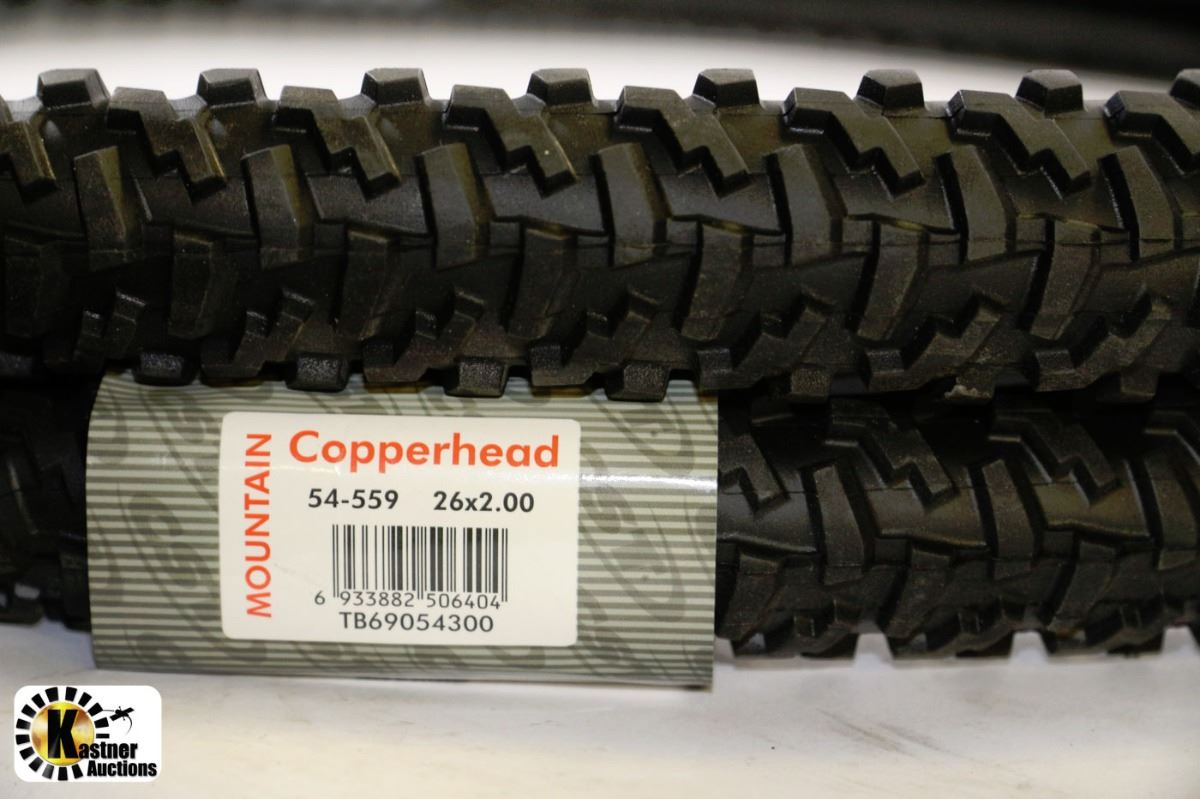 MOUNTAIN
Copperhead
54-559 26x2.00
6 933882 506404
TB69054300
Kastner
Auctions